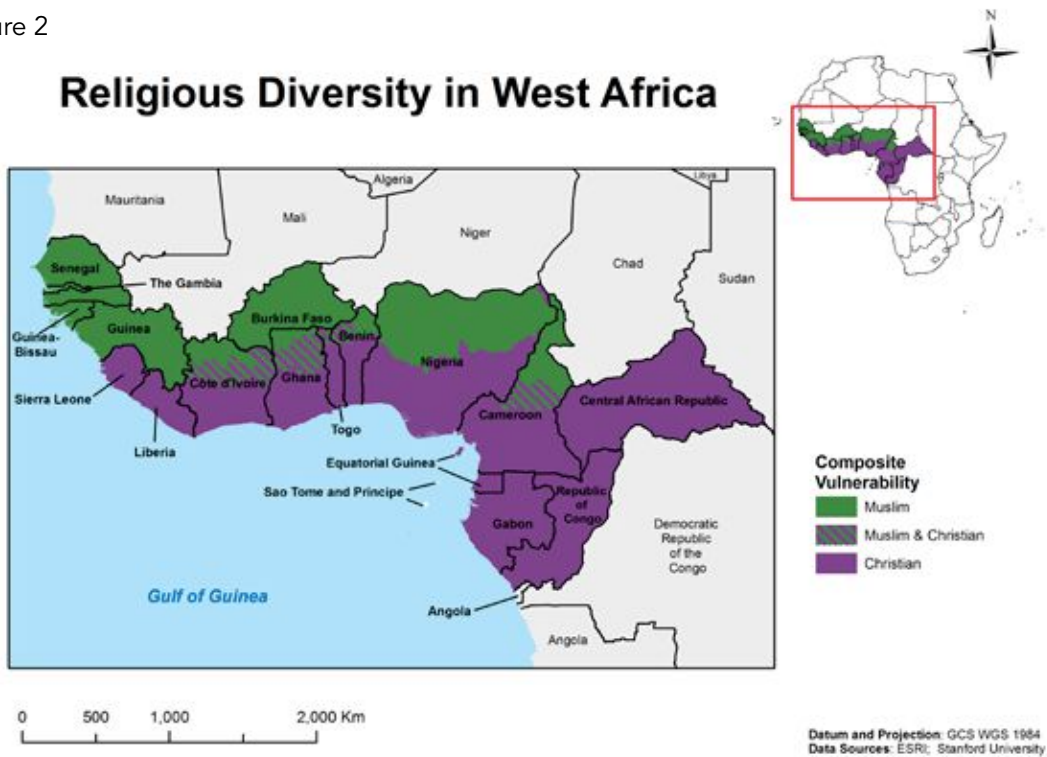 ure 2
N
Religious Diversity in West Africa
Algeria
Libya
Mauritania
Mali
Niger
Chad
Sudan
Senegal
The Gambia
Burkina Faso
Guinea
Benin
Guinea-
Bissau
Nigeria
Côte d'Ivoire
Ghana
Sierra Leone
Central African Republic
Cameroon
Togo
Liberia
Equatorial Guinea
Sao Tome and Principe
Republic
of
Congo
Gabon
Democratic
Republic
of the
Congo
Gulf of Guinea
Angola
Angola
Composite
Vulnerability
Muslim
Muslim & Christian
Christian
0 500 1,000 2,000 Km
Datum and Projection: GCS WGS 1984
Data Sources: ESRI; Stanford University